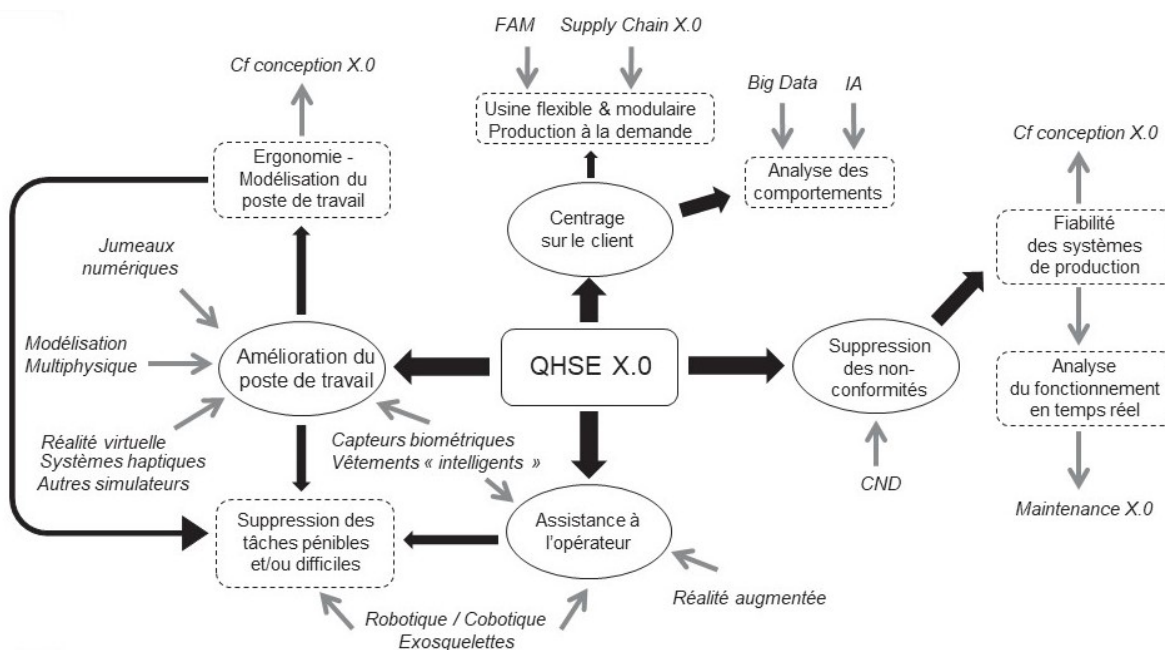 FAM
Supply Chain X.0
Cf conception X.0
Big Data
IA
Usine flexible & modulaire
Production à la demande
Cf conception X.0
Ergonomie -
Modélisation du
poste de travail
Analyse des
comportements
Centrage
sur le client
Fiabilité
des systèmes
de production
Jumeaux
numériques
Modélisation
Multiphysique
Amélioration du
poste de travail
QHSE X.0
Suppression
des non-
conformités
Analyse
du fonctionnement
en temps réel
Réalité virtuelle
Systèmes haptiques
Autres simulateurs
Capteurs biométriques
Vêtements « intelligents »
CND
Maintenance X.0
Suppression des
tâches pénibles
et/ou difficiles
Assistance à
l'opérateur
Réalité augmentée
Robotique / Cobotique
Exosquelettes